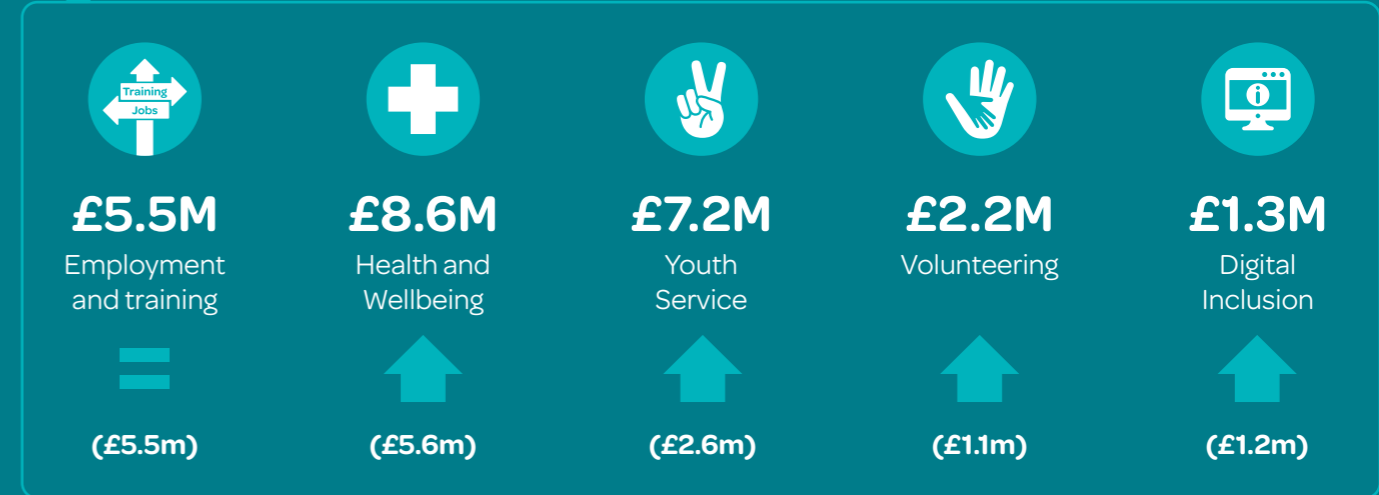 Training
Jobs
£5.5M
Employment
and training
(£5.5m)
£8.6M
Health and
Wellbeing
(£5.6m)
£7.2M
Youth
Service
(£2.6m)
£2.2M
Volunteering
(£1.1m)
i
£1.3M
Digital
Inclusion
(£1.2m)